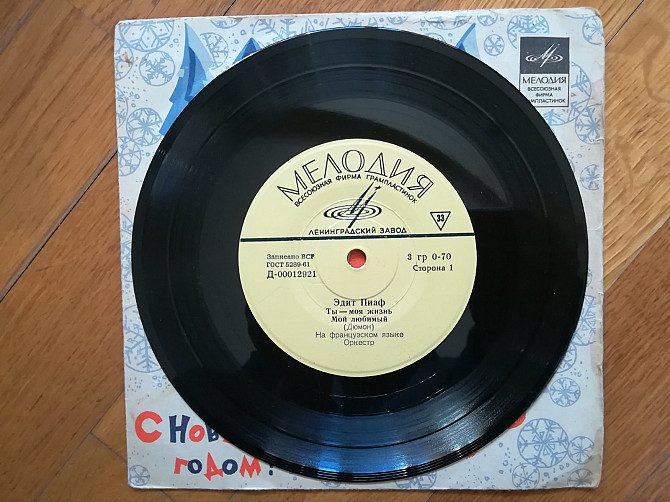 МЕЛОДИЯ
ВСЕСОЮЗНАЯ
ФИРМА
ГРАМПЛАСТИНОК
МЕЛОДИЯ
ВСЕСОЮЗНАЯ ФИРМА ГРАМПЛАСТИНОК
33
ЛЕНИНГРАДСКИЙ ЗАВОД
Записано ВСГ
ГОСТ 5289-61
Д-00012921
3 гр 0-70
Сторона 1
Эдит Пиаф
Ты — моя жизнь
Мой любимый
(Дюмон)
На французском языке
Оркестр
С НОВ
ГОДОМ!